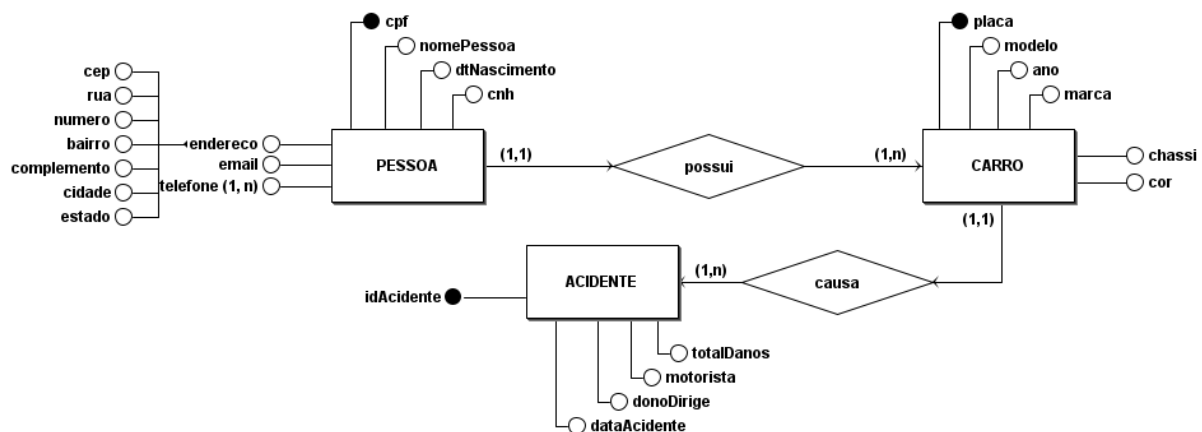 cpf
nomePessoa
dtNascimento
cnh
cep
rua
numero
bairro
complemento
cidade
estado
endereco
email
telefone (1, n)
PESSOA
(1,1)
possui
(1,n)
placa
modelo
ano
marca
CARRO
chassi
cor
(1,1)
causa
(1,n)
ACIDENTE
idAcidente
totalDanos
motorista
donoDirige
dataAcidente